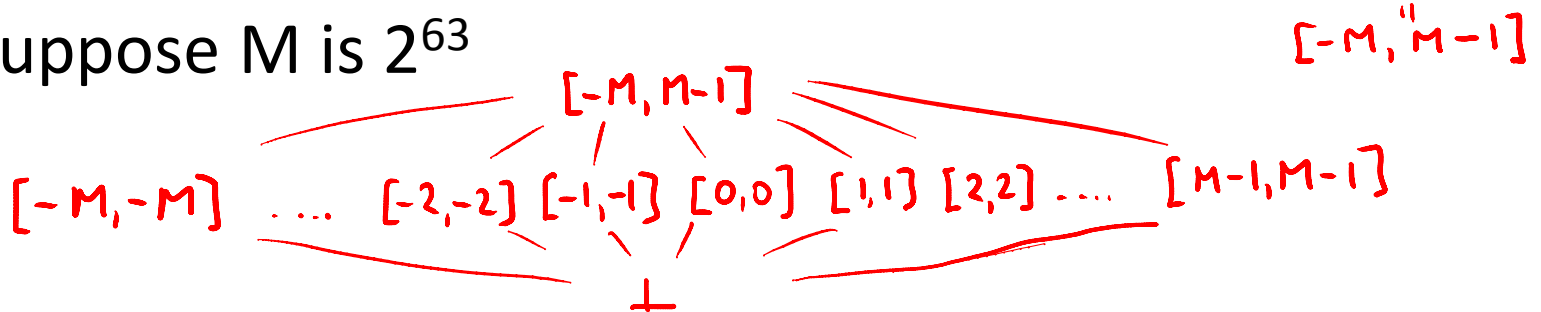 uppose M is 2⁶³
[-M, "M-1]
[-M, M-1]
[-M,-M] .... [-2,-2] [-1,-1] [0,0] [1,1] [2,2] .... [M-1,M-1]
⊥